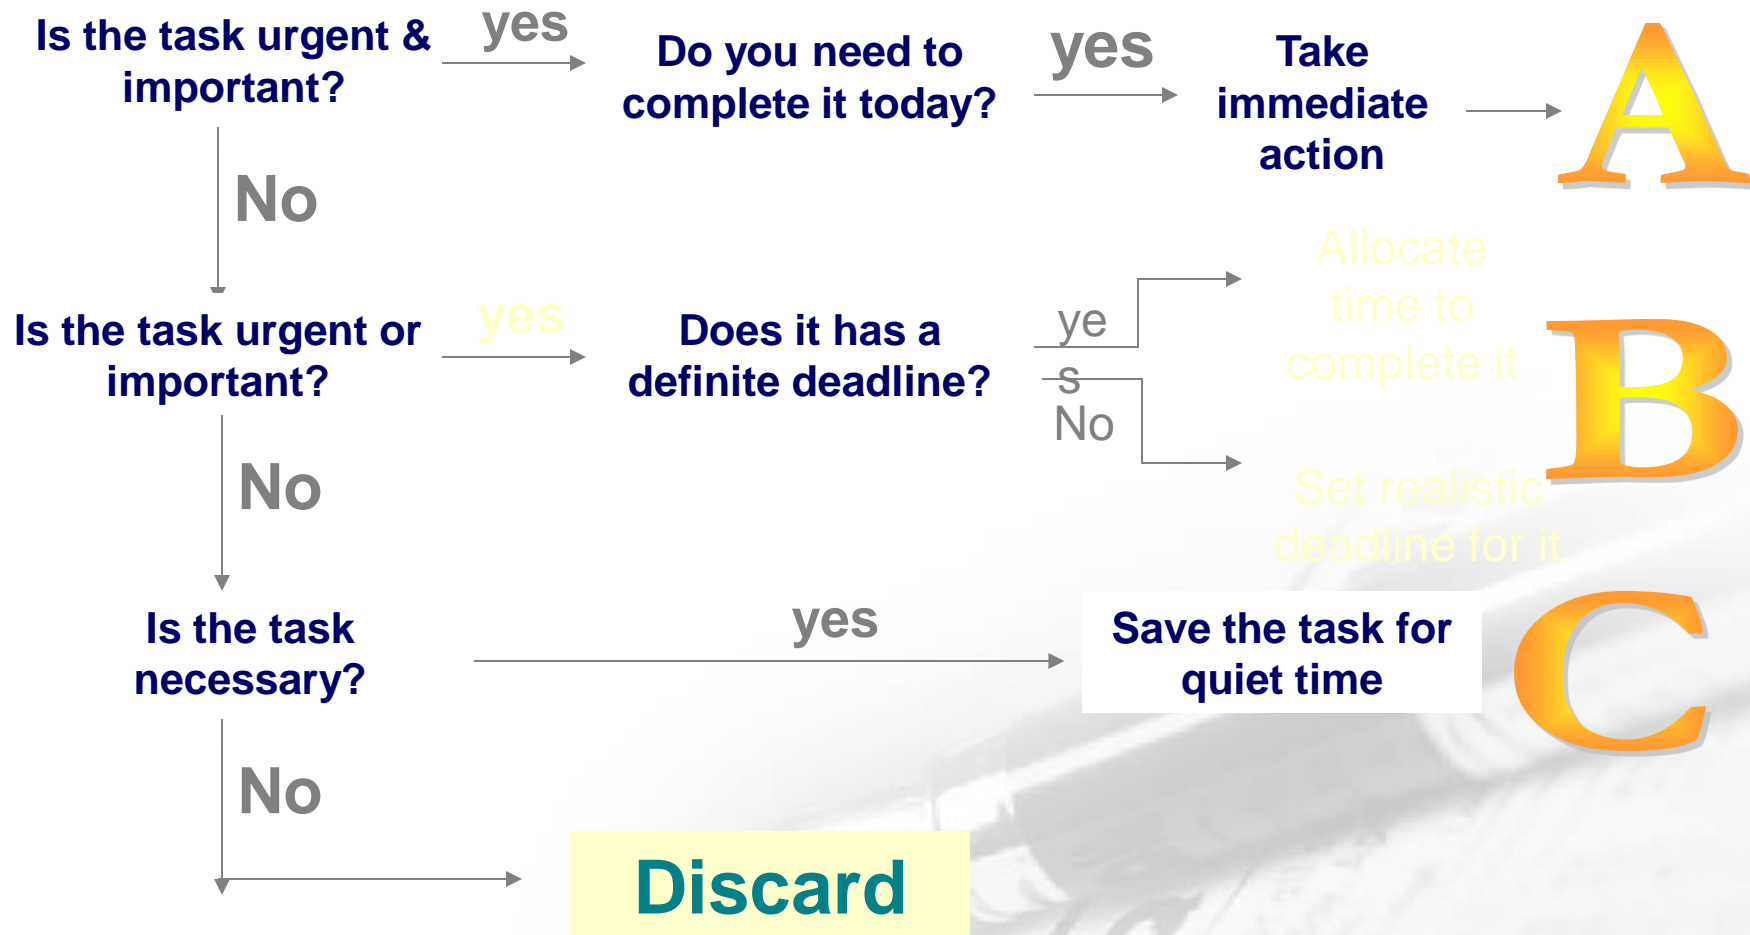 Is the task urgent &
important?
yes
Do you need to
complete it today?
yes
Take
immediate
action
A
No
Is the task urgent or
important?
yes
Does it has a
definite deadline?
ye
s
No
Allocate
time to
complete it
Set realistic
deadline for it
B
No
Is the task
necessary?
yes
Save the task for
quiet time
C
No
Discard